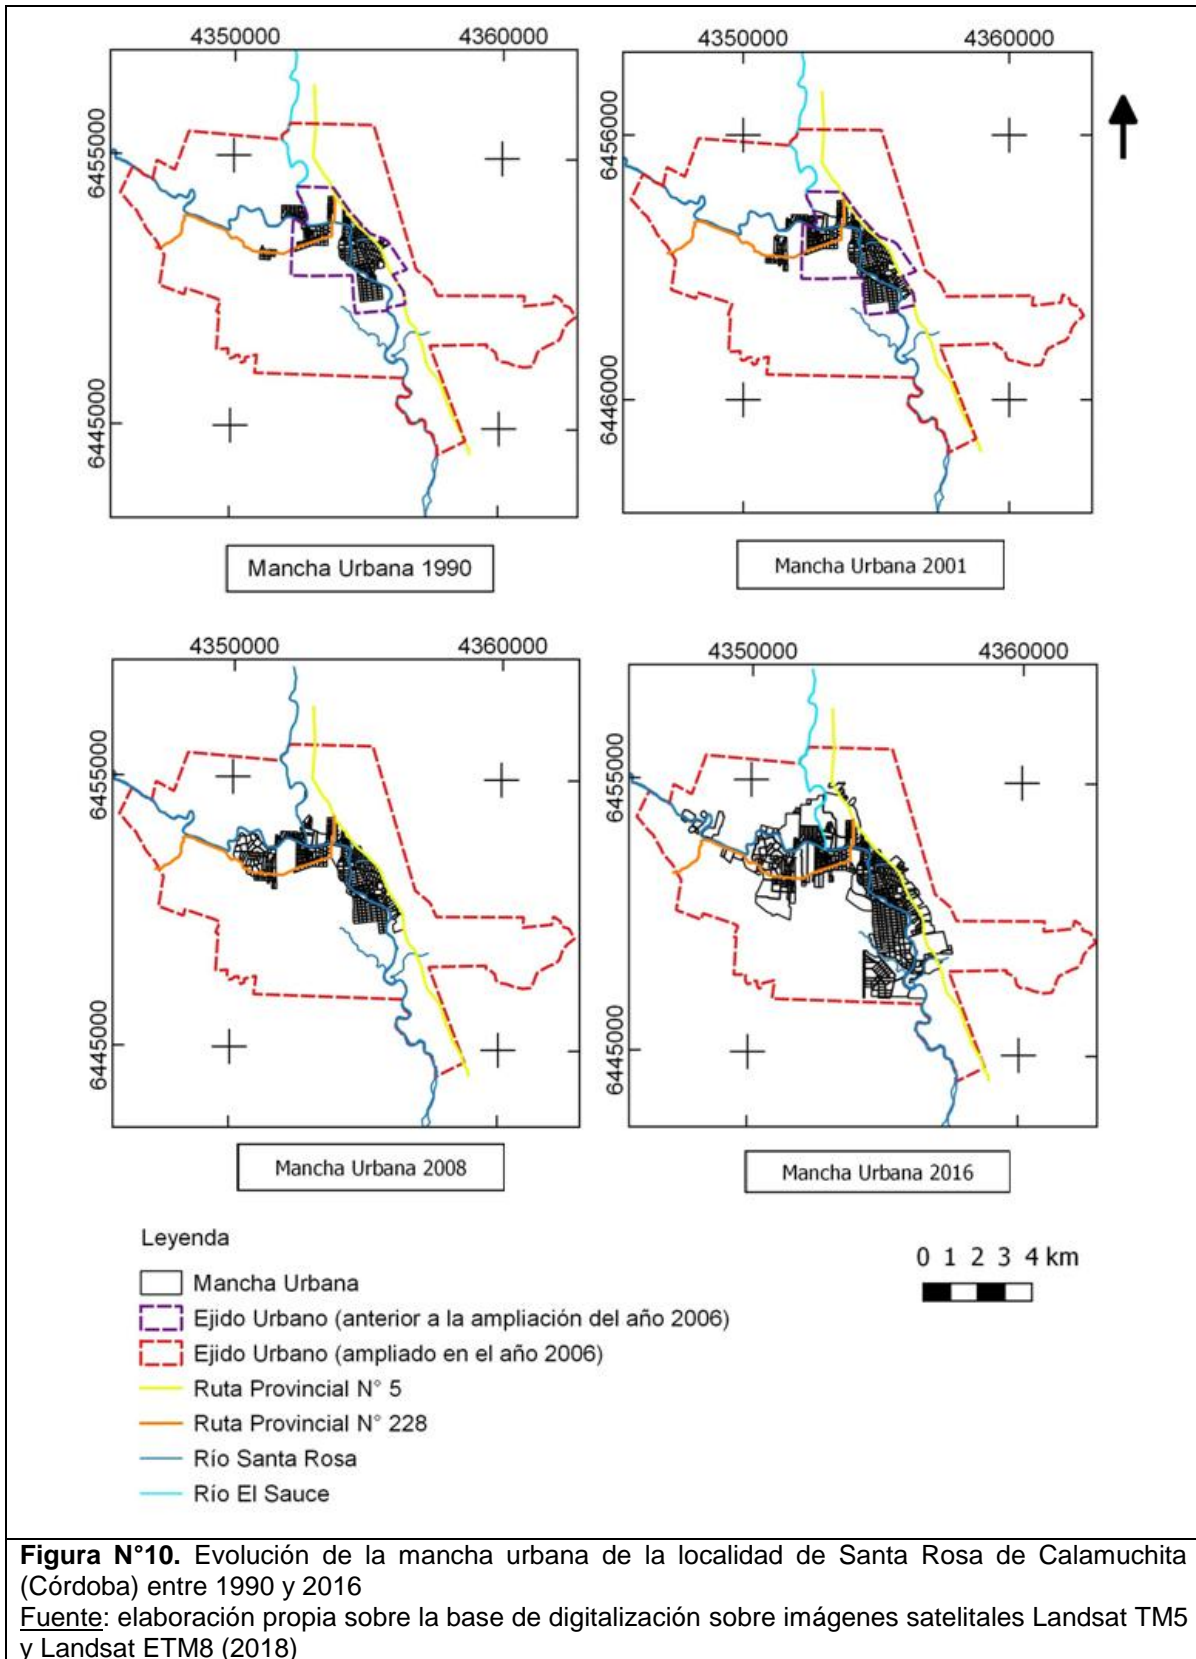 4350000 4360000
6455000
6445000
Mancha Urbana 1990
4350000 4360000
6456000
6446000
Mancha Urbana 2001
4350000 4360000
6455000
6445000
Mancha Urbana 2008
4350000 4360000
6455000
6445000
Mancha Urbana 2016
Leyenda
Mancha Urbana
Ejido Urbano (anterior a la ampliación del año 2006)
Ejido Urbano (ampliado en el año 2006)
Ruta Provincial N° 5
Ruta Provincial N° 228
Río Santa Rosa
Río El Sauce
0 1 2 3 4 km
Figura N°10. Evolución de la mancha urbana de la localidad de Santa Rosa de Calamuchita
(Córdoba) entre 1990 y 2016
Fuente: elaboración propia sobre la base de digitalización sobre imágenes satelitales Landsat TM5
y Landsat ETM8 (2018)